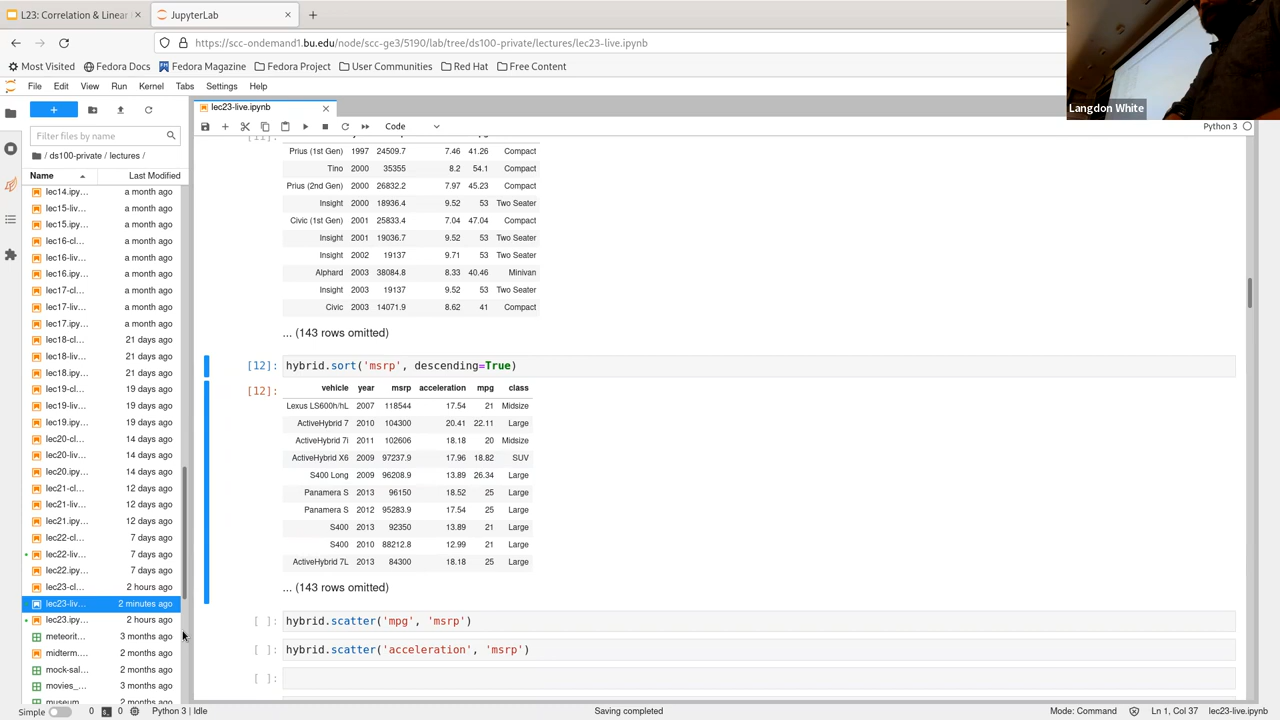 L23: Correlation & Linear
JupyterLab
https://scc-ondemand1.bu.edu/node/scc-ge3/5190/lab/tree/ds100-private/lectures/lec23-live.ipynb
Most Visited Fedora Docs Fedora Magazine Fedora Project User Communities Red Hat Free Content
Langdon White
File Edit View Run Kernel Tabs Settings Help
lec23-live.ipynb
Code
Python 3
Filter files by name
/ ds100-private / lectures /
Name Last Modified
lec14.ipy... a month ago
lec15-liv... a month ago
lec15.ipy... a month ago
lec16-cl... a month ago
lec16-liv... a month ago
lec16.ipy... a month ago
lec17-cl... a month ago
lec17-liv... a month ago
lec17.ipy... a month ago
lec18-cl... 21 days ago
lec18-liv... 21 days ago
lec18.ipy... 21 days ago
lec19-cl... 19 days ago
lec19-liv... 19 days ago
lec19.ipy... 19 days ago
lec20-cl... 14 days ago
lec20-liv... 14 days ago
lec20.ipy... 14 days ago
lec21-cl... 12 days ago
lec21-liv... 12 days ago
lec21.ipy... 12 days ago
lec22-cl... 7 days ago
lec22-liv... 7 days ago
lec22.ipy... 7 days ago
lec23-cl... 2 hours ago
lec23-liv... 2 minutes ago
lec23.ipy... 2 hours ago
meteorit... 3 months ago
midterm.... 2 months ago
mock-sal... 2 months ago
movies_... 3 months ago
museum 2 months ago
Prius (1st Gen) 1997 24509.7 7.46 41.26 Compact
Tino 2000 35355 8.2 54.1 Compact
Prius (2nd Gen) 2000 26832.2 7.97 45.23 Compact
Insight 2000 18936.4 9.52 53 Two Seater
Civic (1st Gen) 2001 25833.4 7.04 47.04 Compact
Insight 2001 19036.7 9.52 53 Two Seater
Insight 2002 19137 9.71 53 Two Seater
Alphard 2003 38084.8 8.33 40.46 Minivan
Insight 2003 19137 9.52 53 Two Seater
Civic 2003 14071.9 8.62 41 Compact
... (143 rows omitted)
[12]: hybrid.sort('msrp', descending=True)
[12]:
vehicle year msrp acceleration mpg class
Lexus LS600h/hL 2007 118544 17.54 21 Midsize
ActiveHybrid 7 2010 104300 20.41 22.11 Large
ActiveHybrid 7i 2011 102606 18.18 20 Midsize
ActiveHybrid X6 2009 97237.9 17.96 18.82 SUV
S400 Long 2009 96208.9 13.89 26.34 Large
Panamera S 2013 96150 18.52 25 Large
Panamera S 2012 95283.9 17.54 25 Large
S400 2013 92350 13.89 21 Large
S400 2010 88212.8 12.99 21 Large
ActiveHybrid 7L 2013 84300 18.18 25 Large
... (143 rows omitted)
[ ]: hybrid.scatter('mpg', 'msrp')
[ ]: hybrid.scatter('acceleration', 'msrp')
[ ]:
Simple 0 0 Python 3 | Idle Saving completed Mode: Command Ln 1, Col 37 lec23-live.ipynb